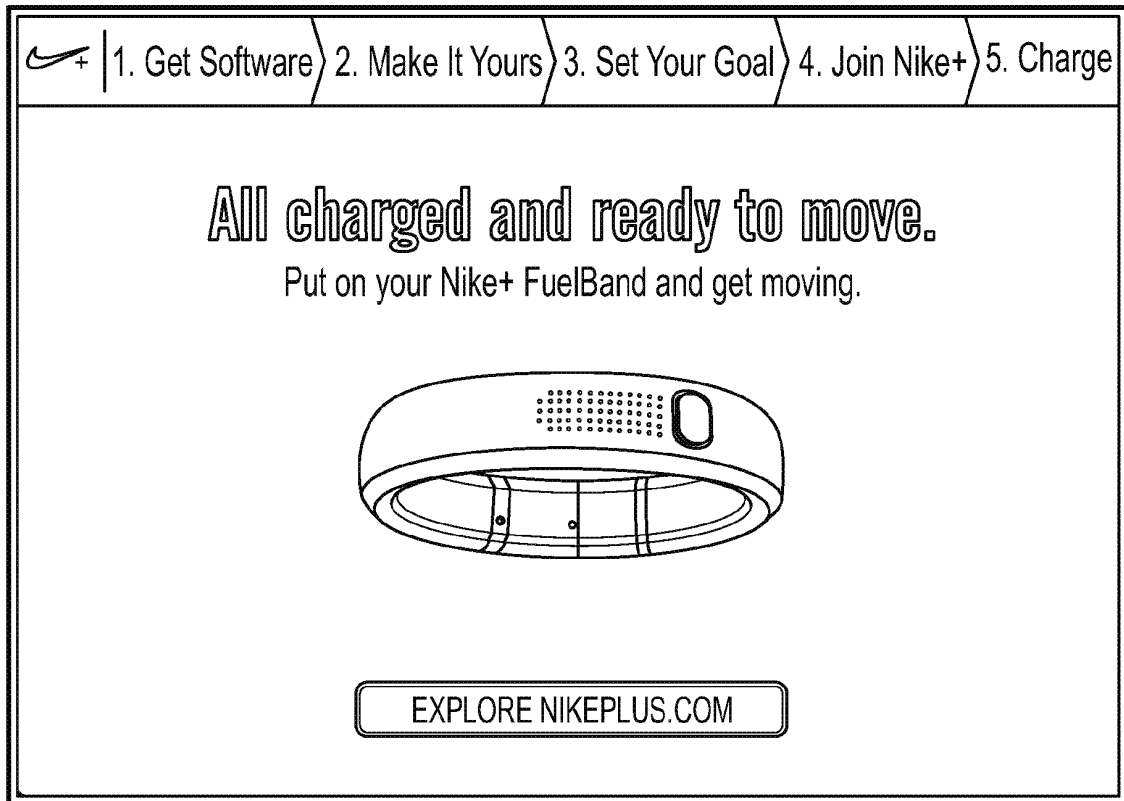 + 1. Get Software 2. Make It Yours 3. Set Your Goal 4. Join Nike+ 5. Charge
All charged and ready to move.
Put on your Nike+ FuelBand and get moving.
EXPLORE NIKEPLUS.COM